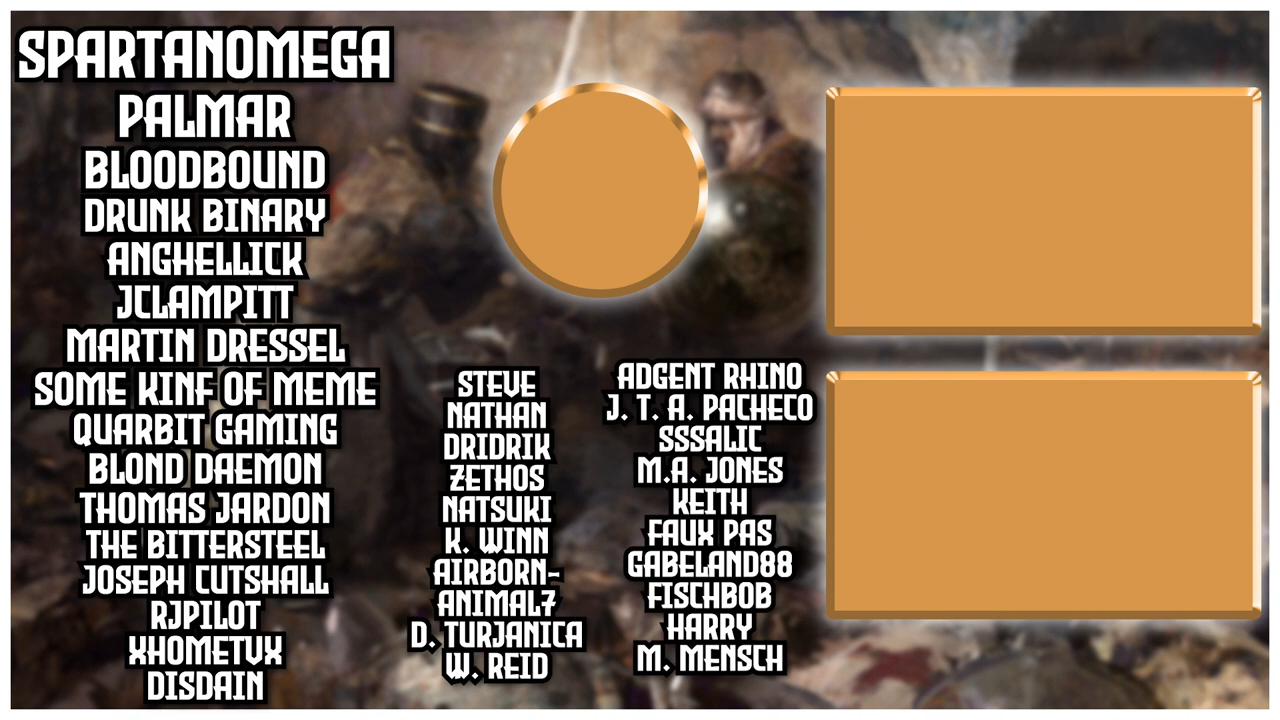 SPARTANOMEGA
PALMAR
BLOODBOUND
DRUNK BINARY
ANGHELLICK
JCLAMPITT
MARTIN DRESSEL
SOME KINF OF MEME
QUARBIT GAMING
BLOND DAEMON
THOMAS JARDON
THE BITTERSTEEL
JOSEPH CUTSHALL
RJPILOT
XHOMETVX
DISDAIN
STEVE
NATHAN
DRIDRIK
ZETHOS
NATSUKI
K. WINN
AIRBORN-
ANIMAL7
D. TURJANICA
W. REID
ADGENT RHINO
J. T. A. PACHECO
SSSALIC
M.A. JONES
KEITH
FAUX PAS
GABELAND88
FISCHBOB
HARRY
M. MENSCH